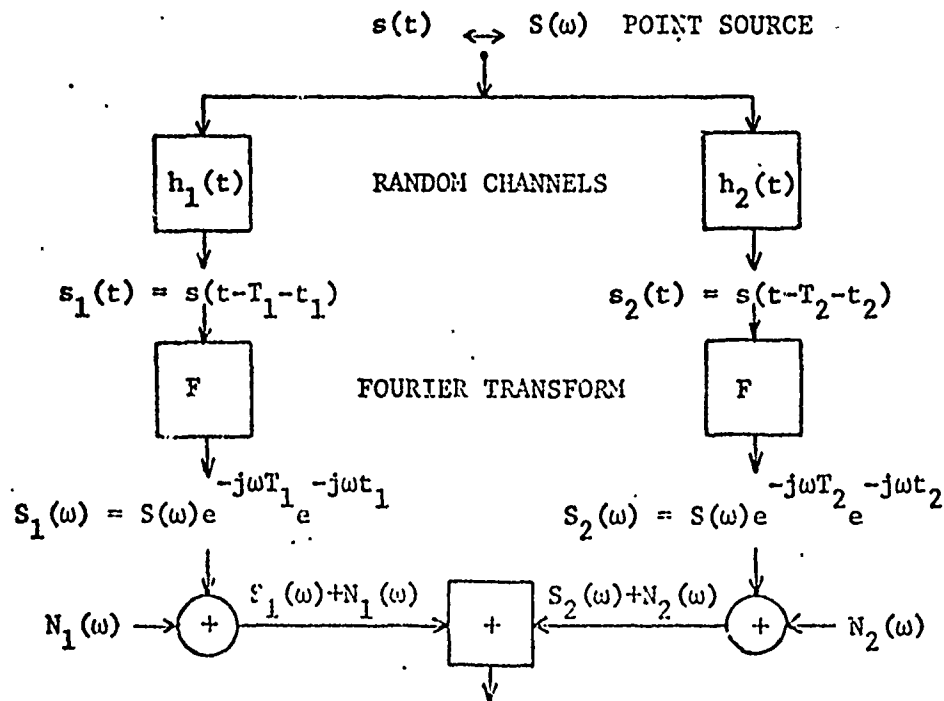 s(t) ↔ S(ω) POINT SOURCE
h₁(t) RANDOM CHANNELS h₂(t)
s₁(t) = s(t-T₁-t₁) s₂(t) = s(t-T₂-t₂)
F FOURIER TRANSFORM F
S₁(ω) = S(ω)e^(-jωT₁)e^(-jωt₁) S₂(ω) = S(ω)e^(-jωT₂)e^(-jωt₂)
N₁(ω) + S₁(ω)+N₁(ω) + S₂(ω)+N₂(ω) + N₂(ω)